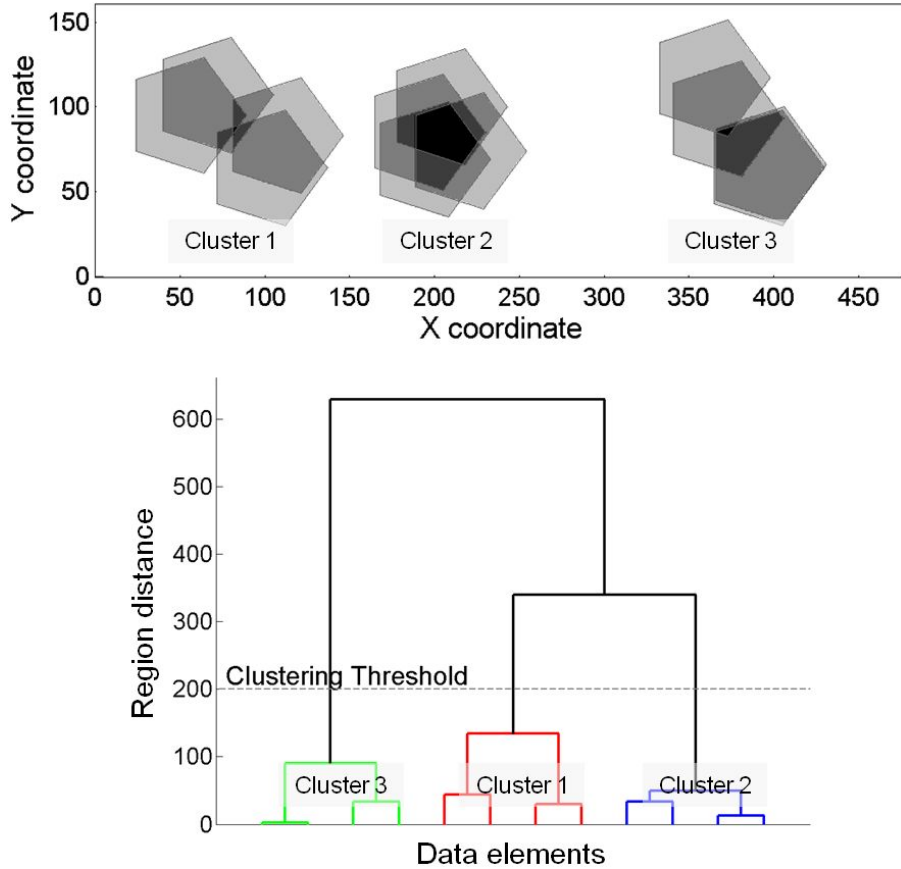 150
100
50
0
Y coordinate
Cluster 1
Cluster 2
Cluster 3
0 50 100 150 200 250 300 350 400 450
X coordinate
600
500
400
300
200
100
0
Region distance
Clustering Threshold
Cluster 3
Cluster 1
Cluster 2
Data elements